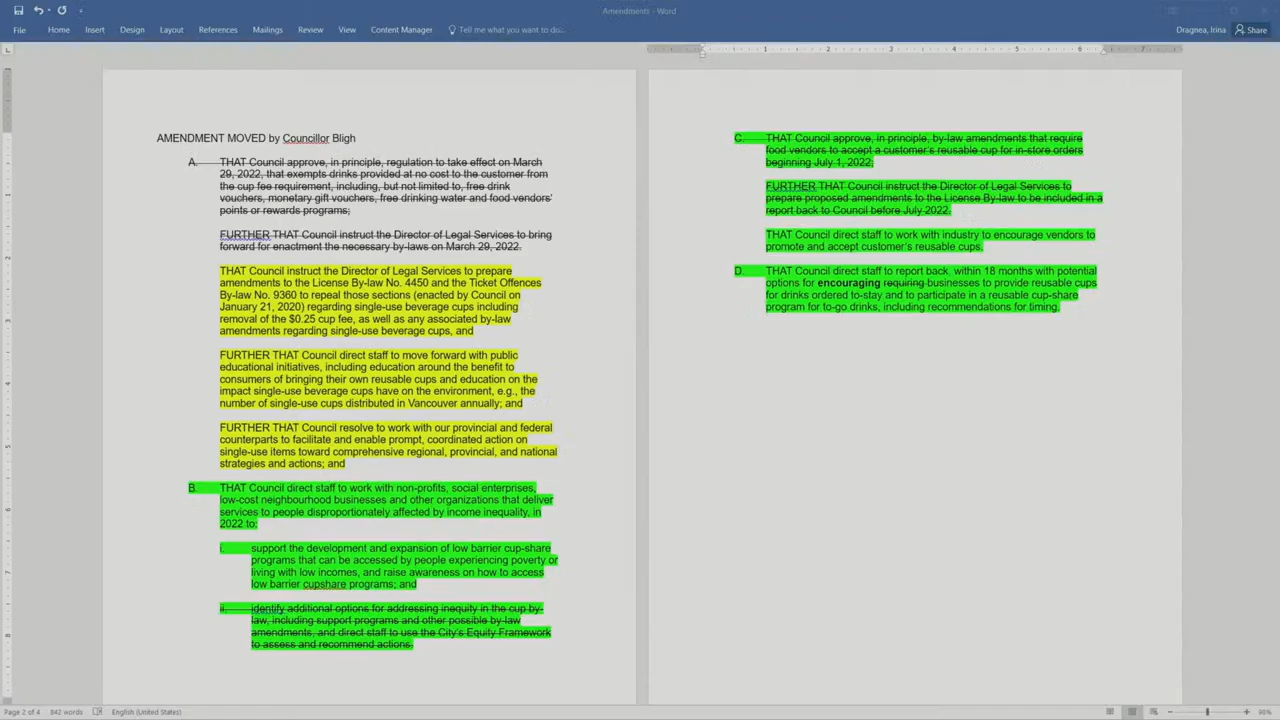 Amendments - Word
File Home Insert Design Layout References Mailings Review View Content Manager Tell me what you want to do... Dragnea, Irina Share
1 2 3 4 5 6 7
AMENDMENT MOVED by Councillor Bligh
A. THAT Council approve, in principle, regulation to take effect on March
29, 2022, that exempts drinks provided at no cost to the customer from
the cup fee requirement, including, but not limited to, free drink
vouchers, monetary gift vouchers, free drinking water and food vendors'
points or rewards programs;
FURTHER THAT Council instruct the Director of Legal Services to bring
forward for enactment the necessary by-laws on March 29, 2022.
THAT Council instruct the Director of Legal Services to prepare
amendments to the License By-law No. 4450 and the Ticket Offences
By-law No. 9360 to repeal those sections (enacted by Council on
January 21, 2020) regarding single-use beverage cups including
removal of the $0.25 cup fee, as well as any associated by-law
amendments regarding single-use beverage cups, and
FURTHER THAT Council direct staff to move forward with public
educational initiatives, including education around the benefit to
consumers of bringing their own reusable cups and education on the
impact single-use beverage cups have on the environment, e.g., the
number of single-use cups distributed in Vancouver annually; and
FURTHER THAT Council resolve to work with our provincial and federal
counterparts to facilitate and enable prompt, coordinated action on
single-use items toward comprehensive regional, provincial, and national
strategies and actions; and
B. THAT Council direct staff to work with non-profits, social enterprises,
low-cost neighbourhood businesses and other organizations that deliver
services to people disproportionately affected by income inequality, in
2022 to:
i. support the development and expansion of low barrier cup-share
programs that can be accessed by people experiencing poverty or
living with low incomes, and raise awareness on how to access
low barrier cupshare programs; and
ii. identify additional options for addressing inequity in the cup by-
law, including support programs and other possible by-law
amendments, and direct staff to use the City's Equity Framework
to assess and recommend actions.
C. THAT Council approve, in principle, by-law amendments that require
food vendors to accept a customer's reusable cup for in-store orders
beginning July 1, 2022;
FURTHER THAT Council instruct the Director of Legal Services to
prepare proposed amendments to the License By-law to be included in a
report back to Council before July 2022.
THAT Council direct staff to work with industry to encourage vendors to
promote and accept customer's reusable cups.
D. THAT Council direct staff to report back, within 18 months with potential
options for encouraging requiring businesses to provide reusable cups
for drinks ordered to-stay and to participate in a reusable cup-share
program for to-go drinks, including recommendations for timing.
Page 2 of 4 842 words English (United States) 98%